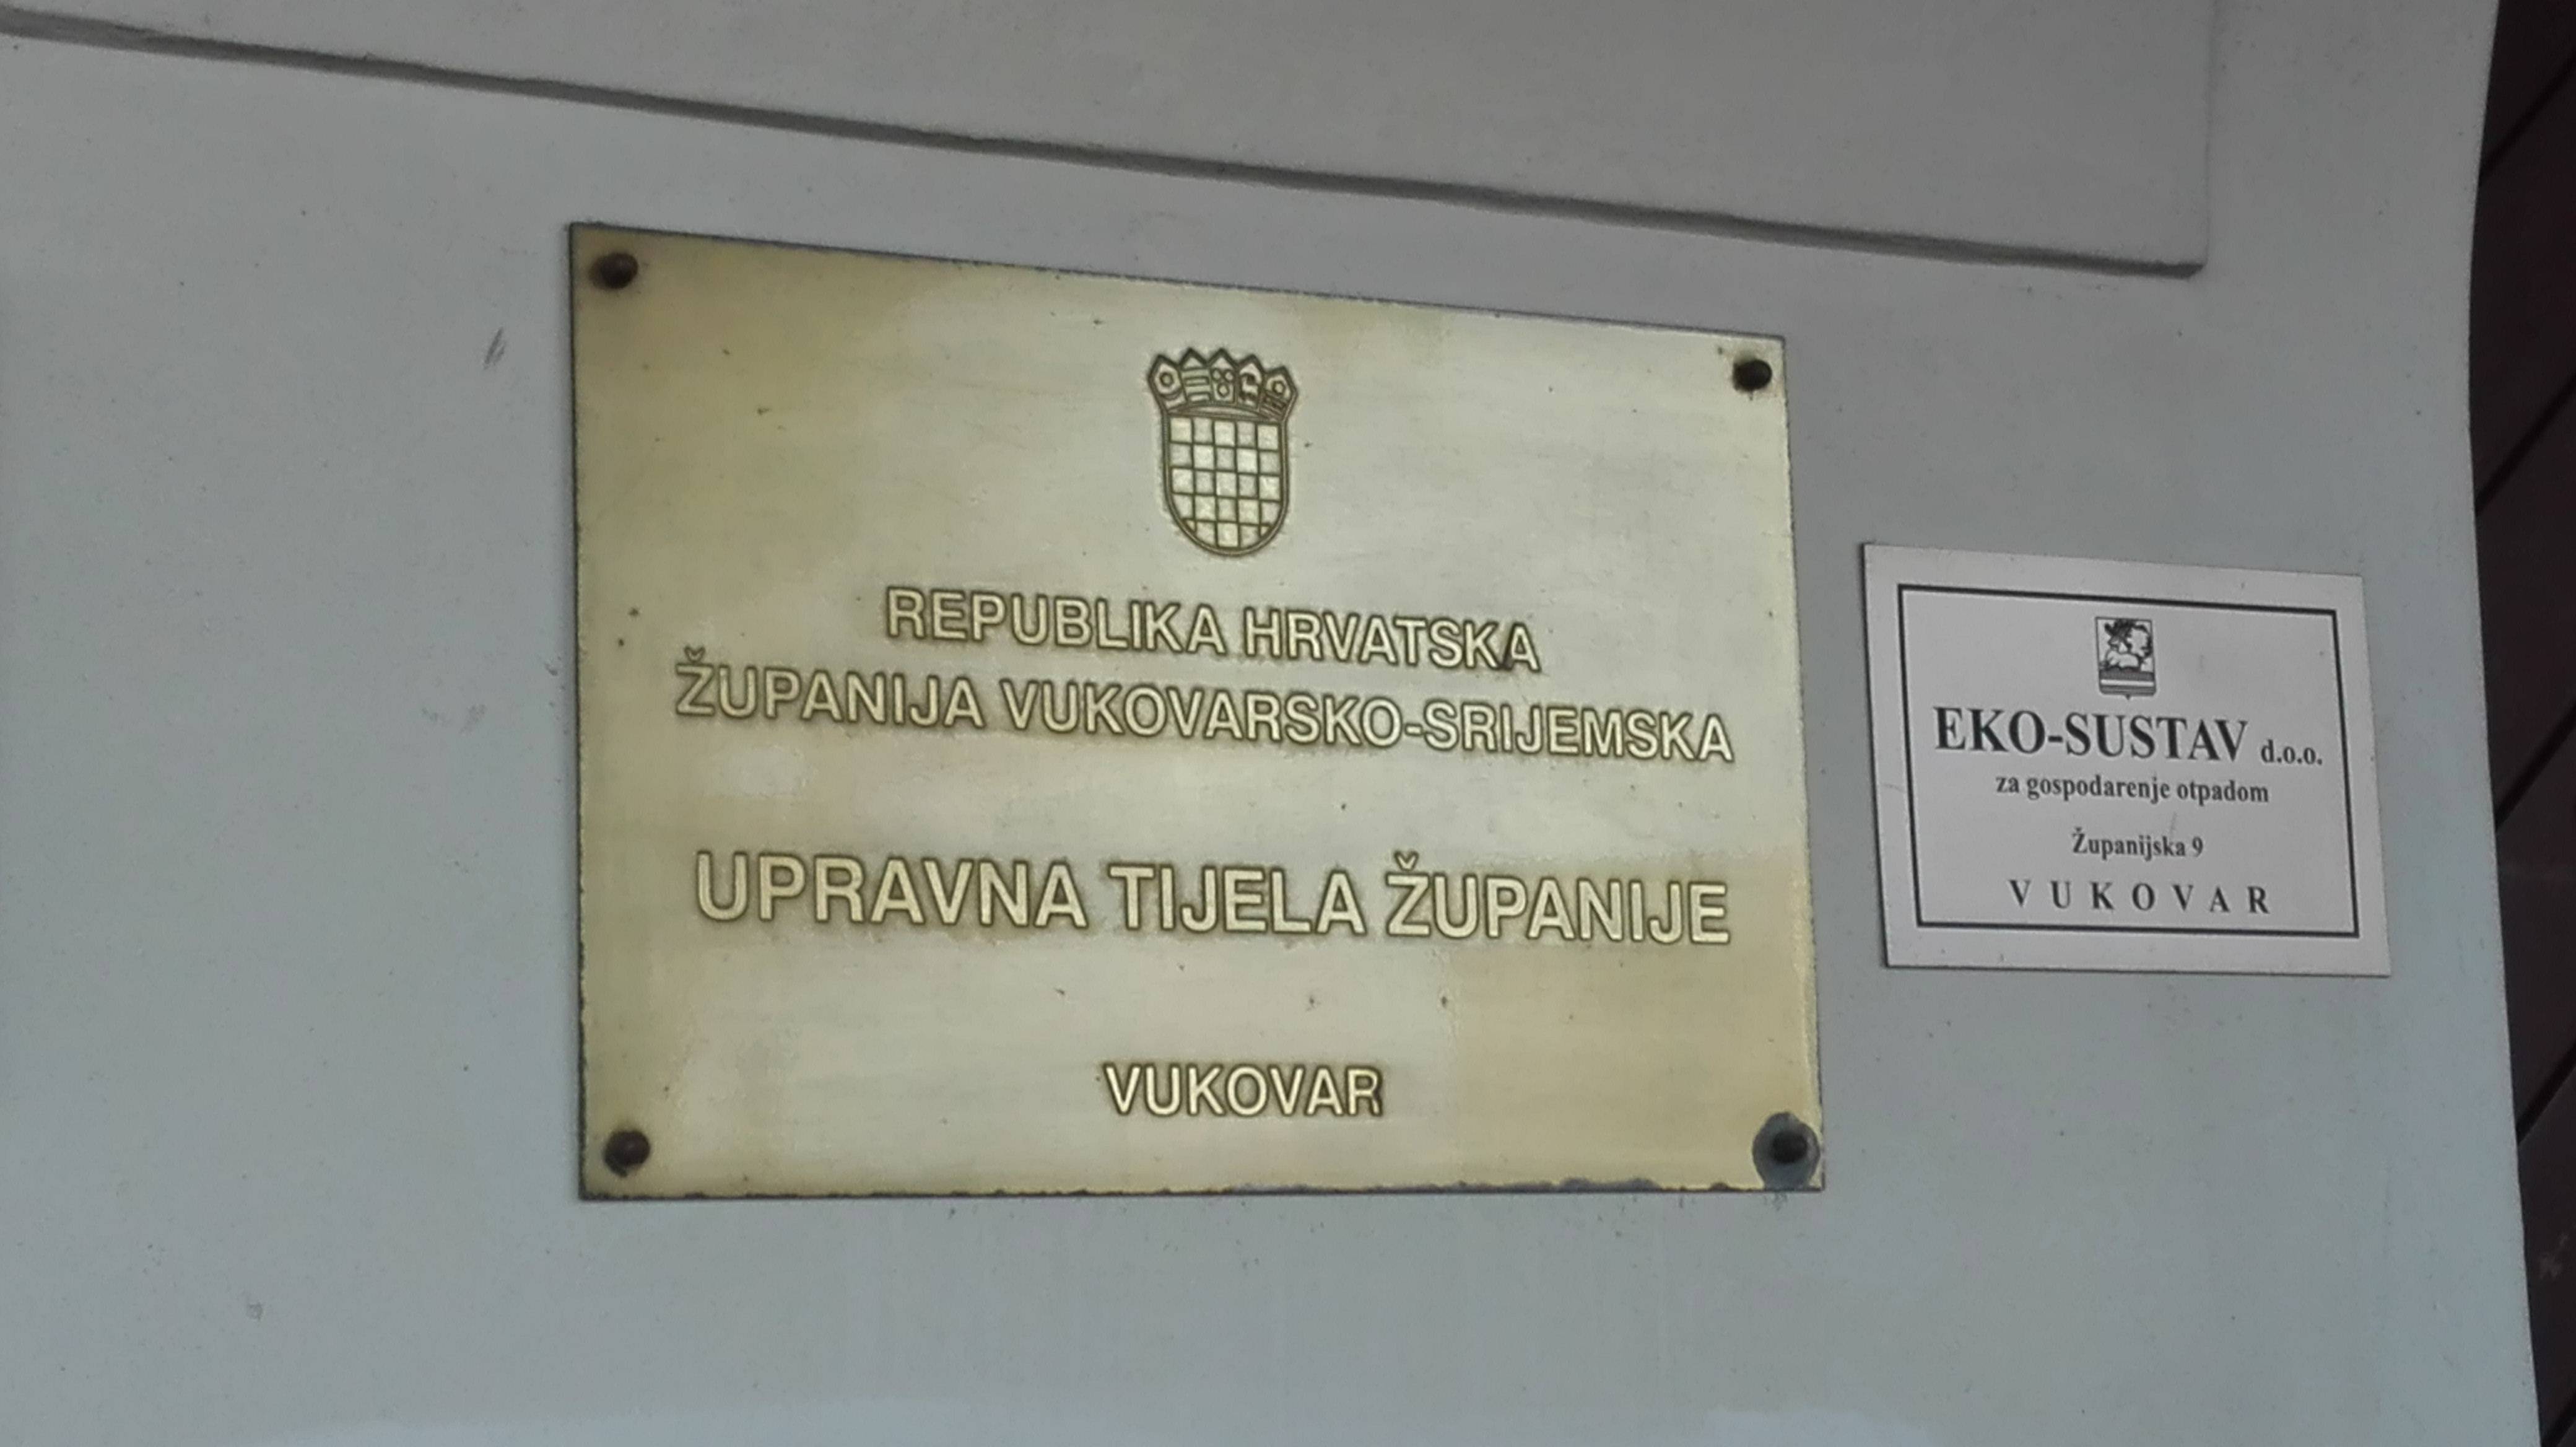 REPUBLIKA HRVATSKA
ŽUPANIJA VUKOVARSKO-SRIJEMSKA
UPRAVNA TIJELA ŽUPANIJE
VUKOVAR
EKO-SUSTAV d.o.o.
za gospodarenje otpadom
Županijska 9
VUKOVAR